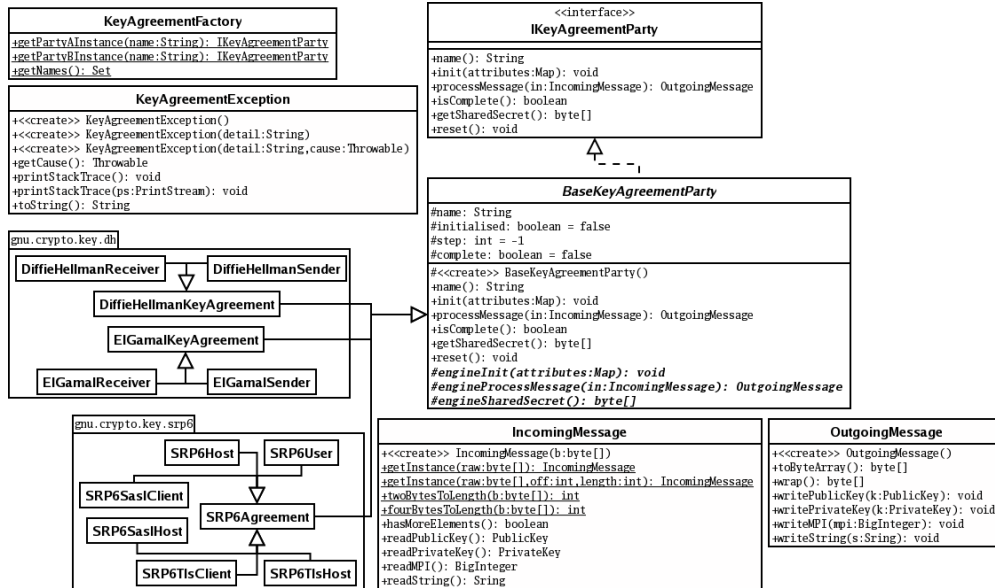 KeyAgreementFactory
+getPartyAInstance(name:String): IKeyAgreementParty
+getPartyBInstance(name:String): IKeyAgreementParty
+getNames(): Set
<<interface>>
IKeyAgreementParty
+name(): String
+init(attributes:Map): void
+processMessage(in:IncomingMessage): OutgoingMessage
+isComplete(): boolean
+getSharedSecret(): byte[]
+reset(): void
KeyAgreementException
+<<create>> KeyAgreementException()
+<<create>> KeyAgreementException(detail:String)
+<<create>> KeyAgreementException(detail:String,cause:Throwable)
+getCause(): Throwable
+printStackTrace(): void
+printStackTrace(ps:PrintStream): void
+toString(): String
BaseKeyAgreementParty
#name: String
#initialised: boolean = false
#step: int = -1
#complete: boolean = false
#<<create>> BaseKeyAgreementParty()
+name(): String
+init(attributes:Map): void
+processMessage(in:IncomingMessage): OutgoingMessage
+isComplete(): boolean
+getSharedSecret(): byte[]
+reset(): void
#engineInit(attributes:Map): void
#engineProcessMessage(in:IncomingMessage): OutgoingMessage
#engineSharedSecret(): byte[]
gnu.crypto.key.dh
DiffieHellmanReceiver
DiffieHellmanSender
DiffieHellmanKeyAgreement
ElGamalKeyAgreement
ElGamalReceiver
ElGamalSender
gnu.crypto.key.srp6
SRP6Host
SRP6User
SRP6SaslClient
SRP6Agreement
SRP6SaslHost
SRP6TlsClient
SRP6TlsHost
IncomingMessage
+<<create>> IncomingMessage(b:byte[])
+getInstance(raw:byte[]): IncomingMessage
+getInstance(raw:byte[],off:int,length:int): IncomingMessage
+twoBytesToLength(b:byte[]): int
+fourBytesToLength(b:byte[]): int
+hasMoreElements(): boolean
+readPublicKey(): PublicKey
+readPrivateKey(): PrivateKey
+readMPI(): BigInteger
+readString(): Sring
OutgoingMessage
+<<create>> OutgoingMessage()
+toByteArray(): byte[]
+wrap(): byte[]
+writePublicKey(k:PublicKey): void
+writePrivateKey(k:PrivateKey): void
+writeMPI(mpi:BigInteger): void
+writeString(s:Sring): void